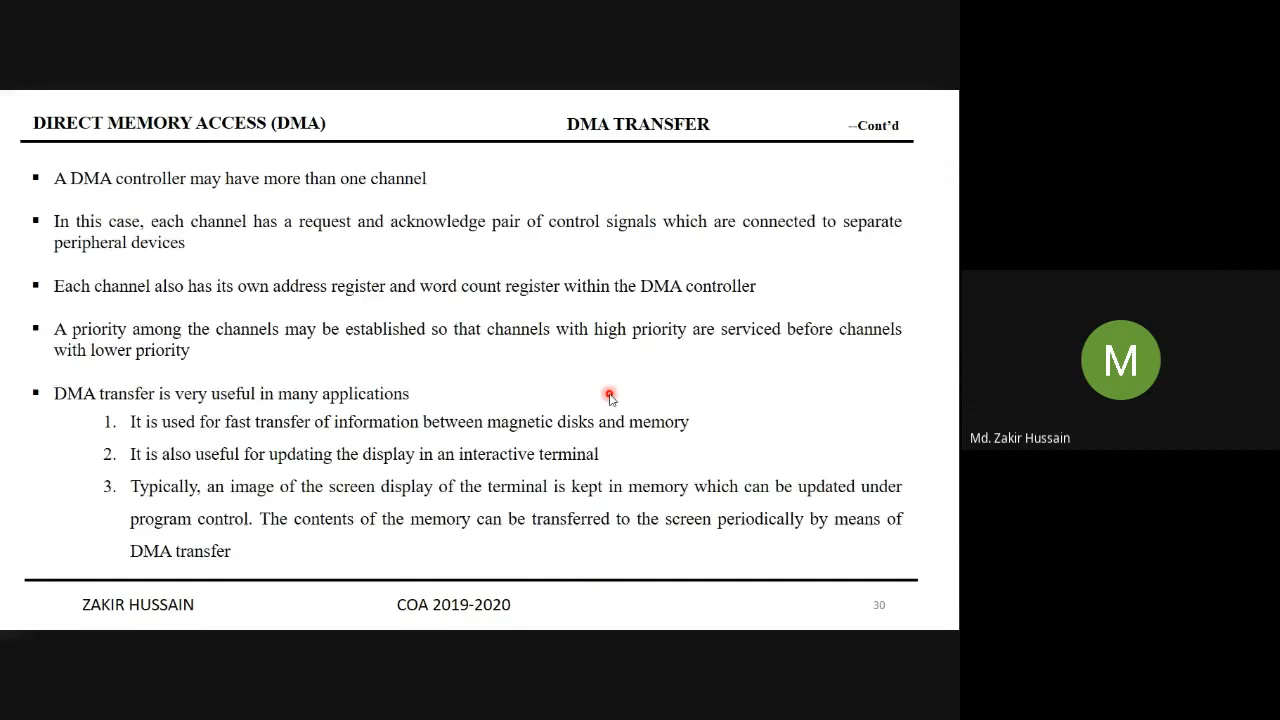 DIRECT MEMORY ACCESS (DMA) DMA TRANSFER --Cont'd
▪ A DMA controller may have more than one channel
▪ In this case, each channel has a request and acknowledge pair of control signals which are connected to separate
peripheral devices
▪ Each channel also has its own address register and word count register within the DMA controller
▪ A priority among the channels may be established so that channels with high priority are serviced before channels
with lower priority
▪ DMA transfer is very useful in many applications
1. It is used for fast transfer of information between magnetic disks and memory
2. It is also useful for updating the display in an interactive terminal
3. Typically, an image of the screen display of the terminal is kept in memory which can be updated under
program control. The contents of the memory can be transferred to the screen periodically by means of
DMA transfer
ZAKIR HUSSAIN COA 2019-2020 30
M
Md. Zakir Hussain